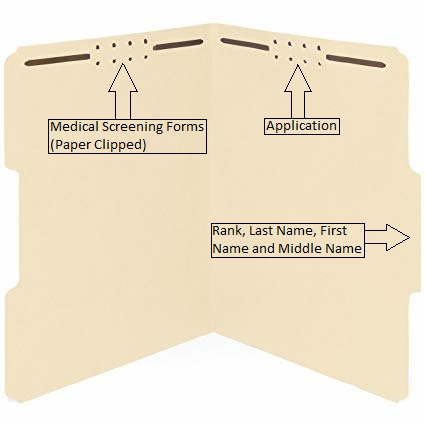 Medical Screening Forms
(Paper Clipped)
Application
Rank, Last Name, First
Name and Middle Name